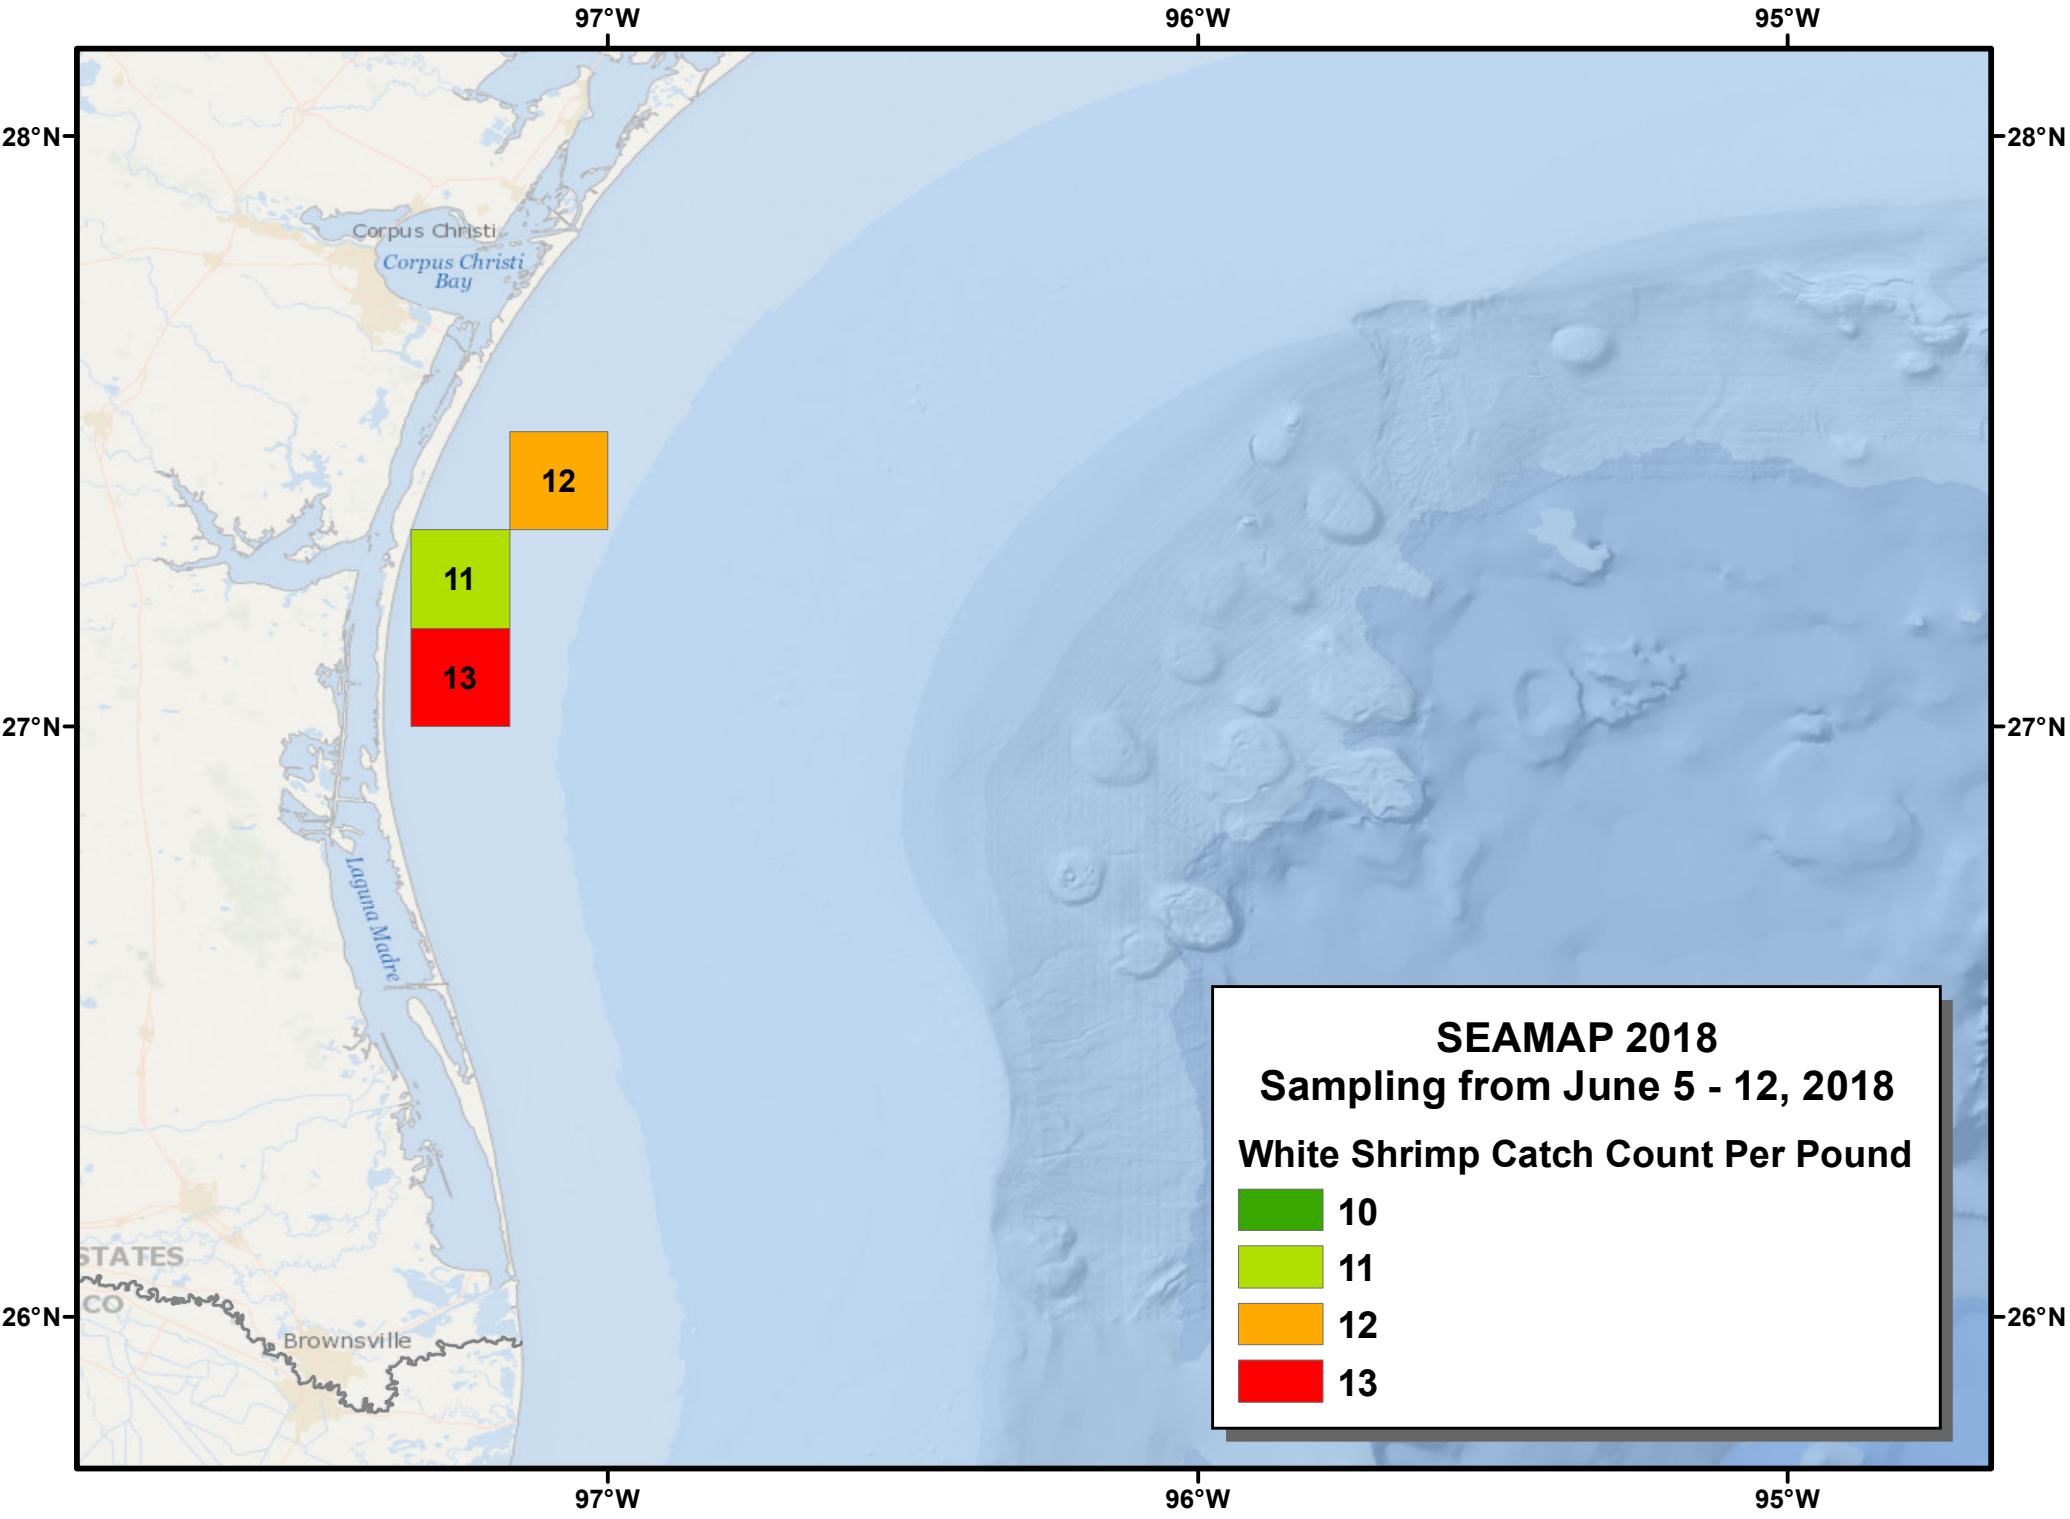 97°W 96°W 95°W
28°N 28°N
Corpus Christi
Corpus Christi
Bay
12
11
13
27°N 27°N
Laguna Madre
SEAMAP 2018
Sampling from June 5 - 12, 2018
White Shrimp Catch Count Per Pound
10
11
12
13
STATES
CO
26°N 26°N
Brownsville
97°W 96°W 95°W